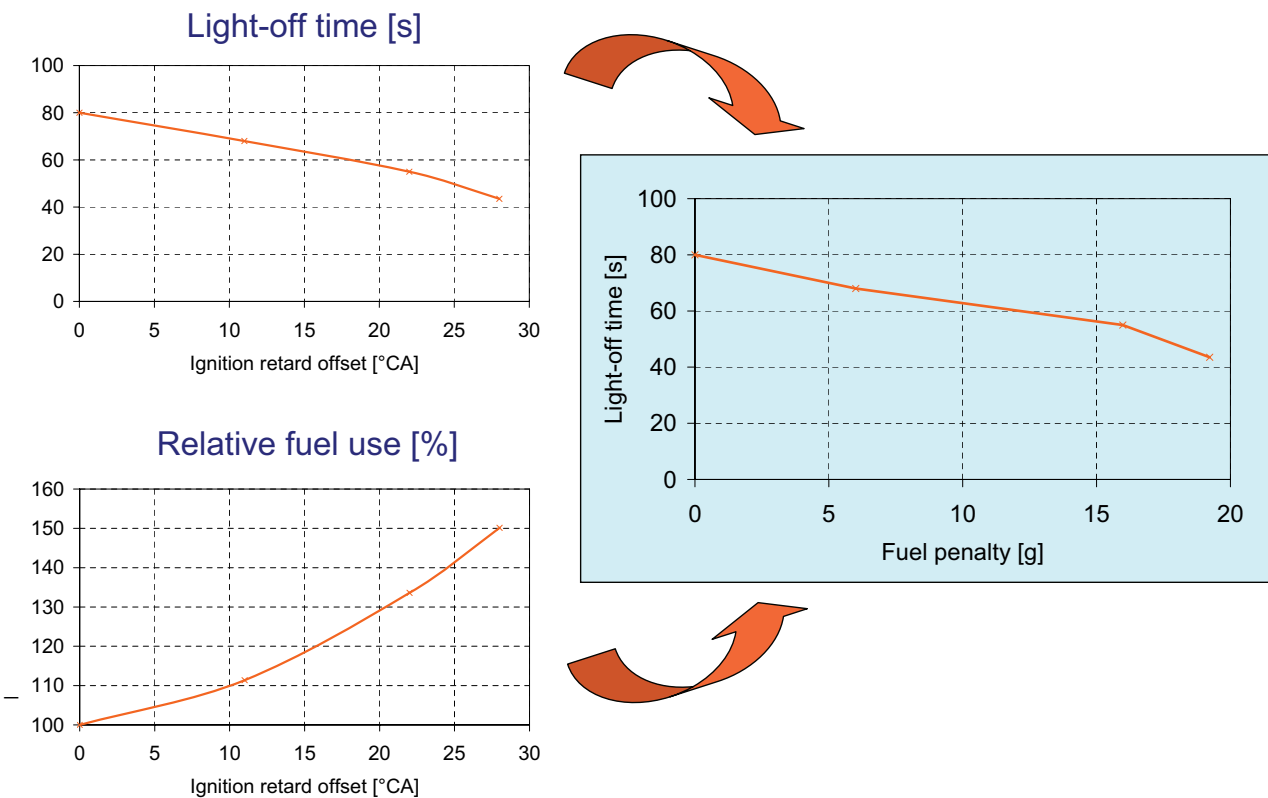 Light-off time [s]
100
80
60
40
20
0
0 5 10 15 20 25 30
Ignition retard offset [°CA]
Relative fuel use [%]
160
150
140
130
120
110
100
0 5 10 15 20 25 30
Ignition retard offset [°CA]
Light-off time [s]
100
80
60
40
20
0
0 5 10 15 20
Fuel penalty [g]